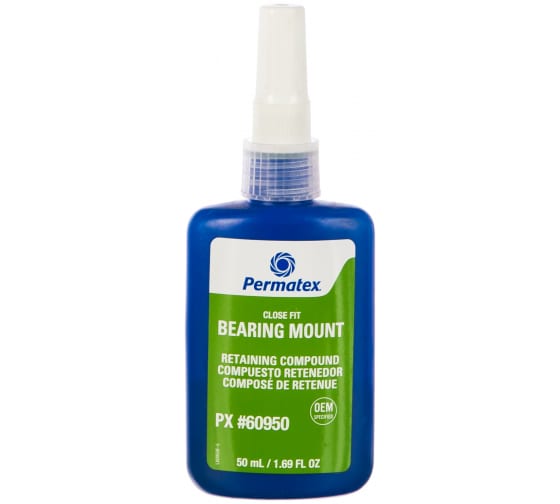 Permatex
CLOSE FIT
BEARING MOUNT
RETAINING COMPOUND
COMPUESTO RETENEDOR
COMPOSÉ DE RETENUE
PX #60950
OEM
SPECIFIED
50 mL / 1.69 FL OZ